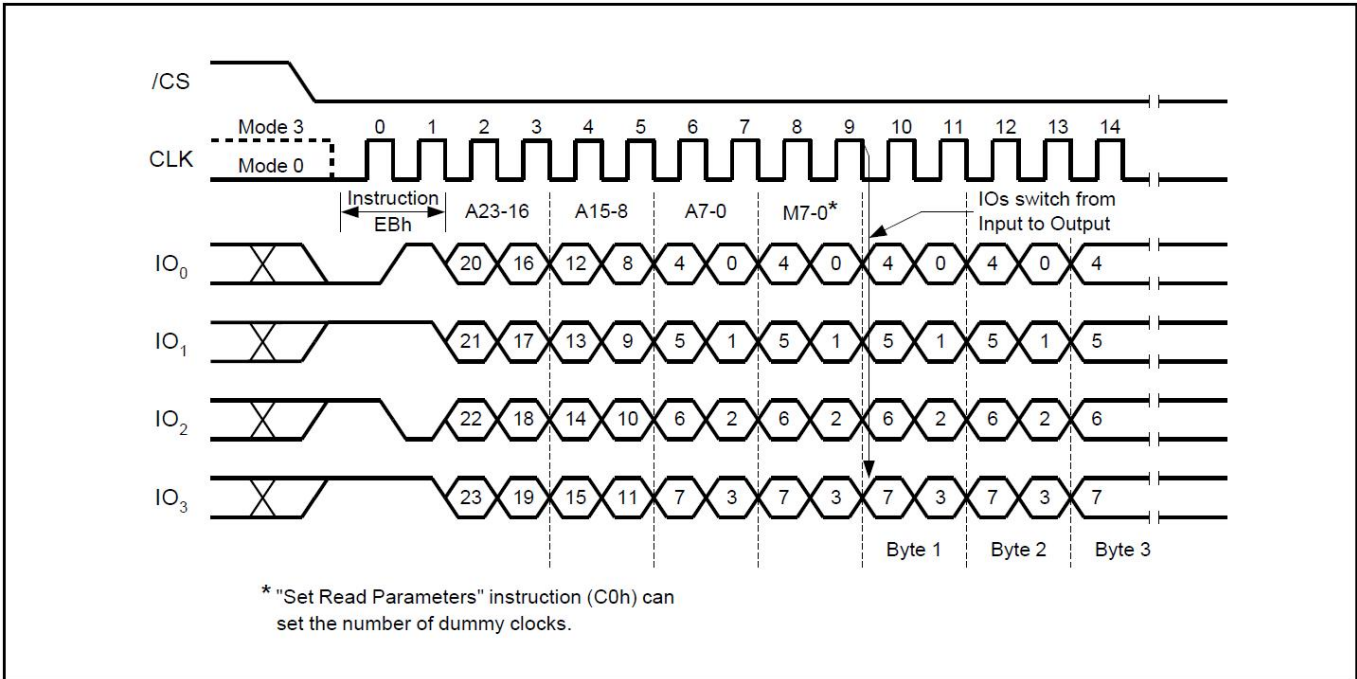 /CS
Mode 3
0 1 2 3 4 5 6 7 8 9 10 11 12 13 14
CLK
Mode 0
Instruction
EBh
A23-16 A15-8 A7-0 M7-0*
IOs switch from
Input to Output
IO0 20 16 12 8 4 0 4 0 4 0 4 0 4
IO1 21 17 13 9 5 1 5 1 5 1 5 1 5
IO2 22 18 14 10 6 2 6 2 6 2 6 2 6
IO3 23 19 15 11 7 3 7 3 7 3 7 3 7
Byte 1 Byte 2 Byte 3
* "Set Read Parameters" instruction (C0h) can
set the number of dummy clocks.